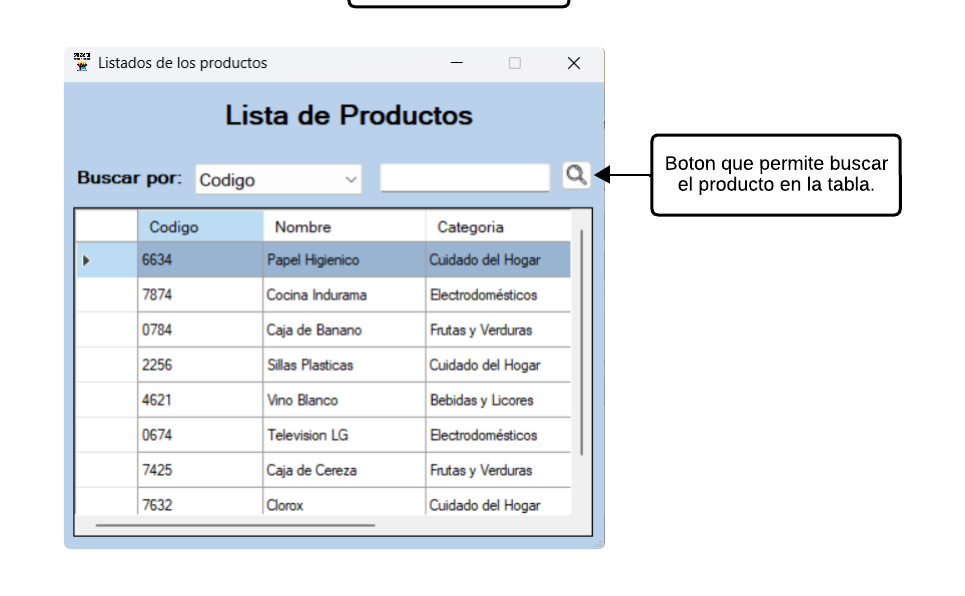 Listados de los productos
Lista de Productos
Buscar por: Codigo
Boton que permite buscar
el producto en la tabla.
Codigo Nombre Categoria
6634 Papel Higienico Cuidado del Hogar
7874 Cocina Indurama Electrodomésticos
0784 Caja de Banano Frutas y Verduras
2256 Sillas Plasticas Cuidado del Hogar
4621 Vino Blanco Bebidas y Licores
0674 Television LG Electrodomésticos
7425 Caja de Cereza Frutas y Verduras
7632 Clorox Cuidado del Hogar